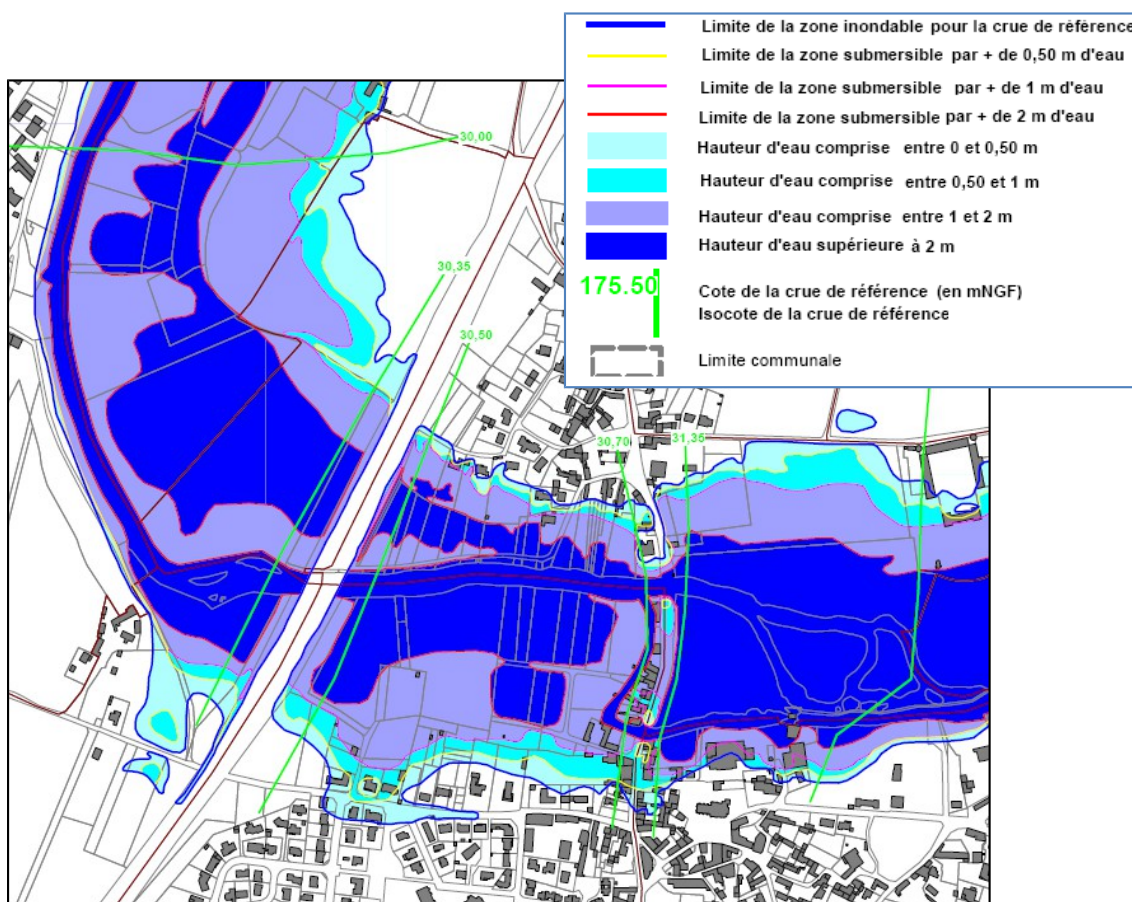 Limite de la zone inondable pour la crue de référence
Limite de la zone submersible par + de 0,50 m d'eau
Limite de la zone submersible par + de 1 m d'eau
Limite de la zone submersible par + de 2 m d'eau
Hauteur d'eau comprise entre 0 et 0,50 m
Hauteur d'eau comprise entre 0,50 et 1 m
Hauteur d'eau comprise entre 1 et 2 m
Hauteur d'eau supérieure à 2 m
175.50
Cote de la crue de référence (en mNGF)
Isocote de la crue de référence
Limite communale
30,00
30,35
30,50
30,70
31,35